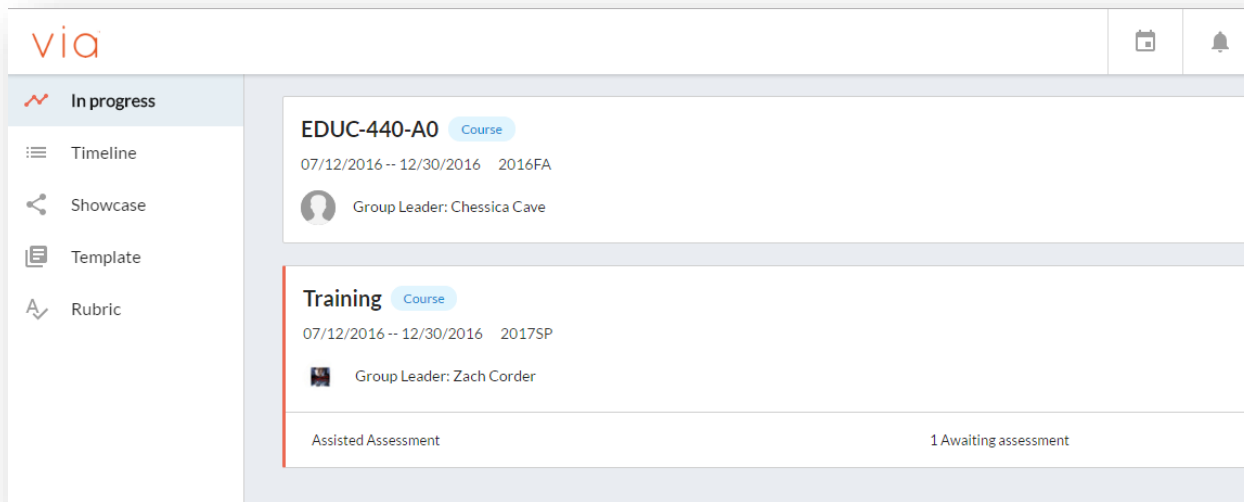 via
In progress
Timeline
Showcase
Template
Rubric
EDUC-440-A0 Course
07/12/2016 -- 12/30/2016 2016FA
Group Leader: Chessica Cave
Training Course
07/12/2016 -- 12/30/2016 2017SP
Group Leader: Zach Corder
Assisted Assessment 1 Awaiting assessment